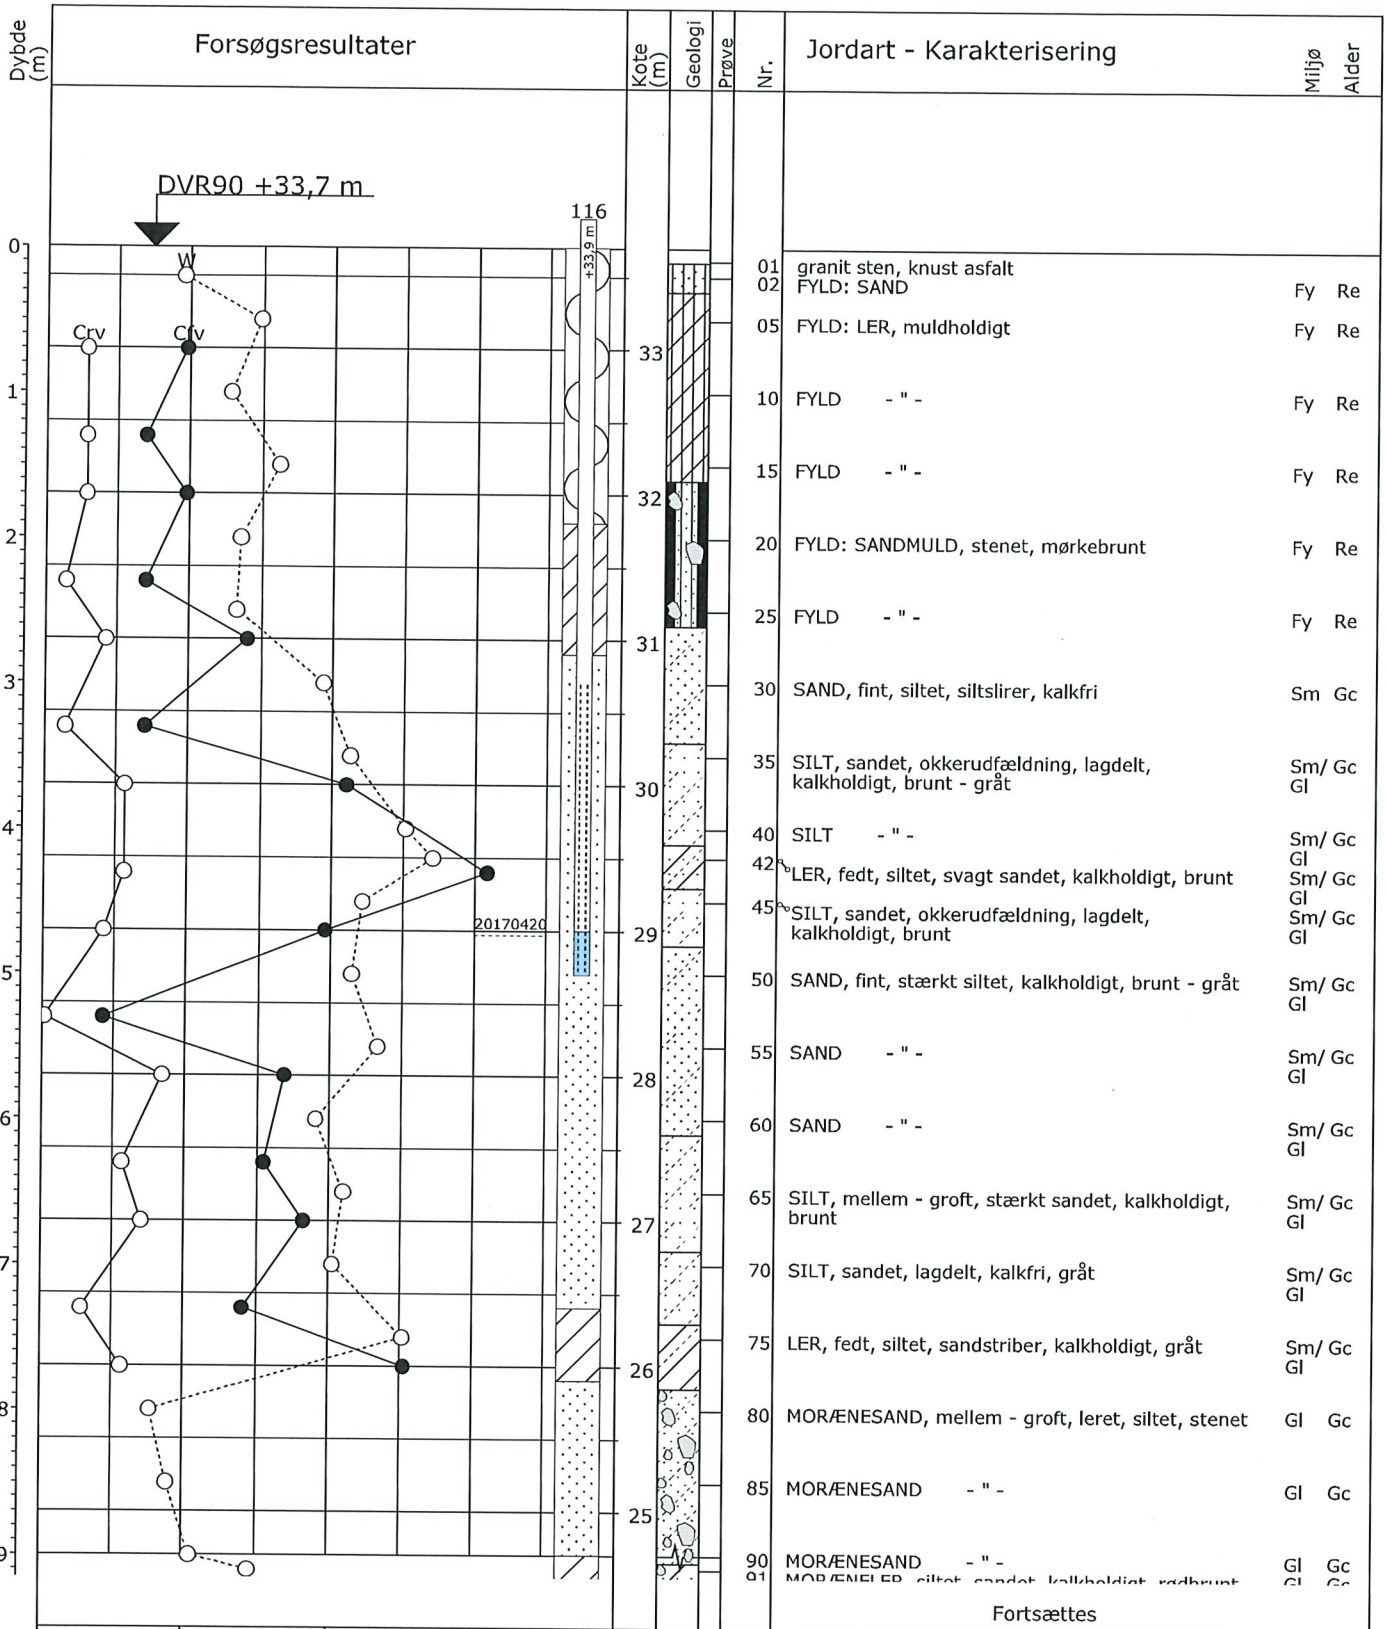 Dybde
(m)
Forsøgsresultater
Kote
(m)
Geologi
Prøve
Nr.
Jordart - Karakterisering
Miljø
Alder
DVR90 +33,7 m
116
+33,9 m
0
W
01 granit sten, knust asfalt
02 FYLD: SAND Fy Re
Crv
Cfv
05 FYLD: LER, muldholdigt Fy Re
33
1
10 FYLD - " - Fy Re
15 FYLD - " - Fy Re
32
2
20 FYLD: SANDMULD, stenet, mørkebrunt Fy Re
25 FYLD - " - Fy Re
31
3
30 SAND, fint, siltet, siltslirer, kalkfri Sm Gc
35 SILT, sandet, okkerudfældning, lagdelt, Sm/ Gc
kalkholdigt, brunt - gråt Gl
30
4
40 SILT - " - Sm/ Gc
Gl
42 LER, fedt, siltet, svagt sandet, kalkholdigt, brunt Sm/ Gc
Gl
45 SILT, sandet, okkerudfældning, lagdelt, Sm/ Gc
kalkholdigt, brunt Gl
20170420
29
5
50 SAND, fint, stærkt siltet, kalkholdigt, brunt - gråt Sm/ Gc
Gl
55 SAND - " - Sm/ Gc
Gl
28
6
60 SAND - " - Sm/ Gc
Gl
65 SILT, mellem - groft, stærkt sandet, kalkholdigt, Sm/ Gc
brunt Gl
27
7
70 SILT, sandet, lagdelt, kalkfri, gråt Sm/ Gc
Gl
75 LER, fedt, siltet, sandstriber, kalkholdigt, gråt Sm/ Gc
Gl
26
8
80 MORÆNESAND, mellem - groft, leret, siltet, stenet Gl Gc
85 MORÆNESAND - " - Gl Gc
25
9
90 MORÆNESAND - " - Gl Gc
91 MORÆNELER, siltet, sandet, kalkholdigt, rødbrunt Gl Gc
Fortsættes